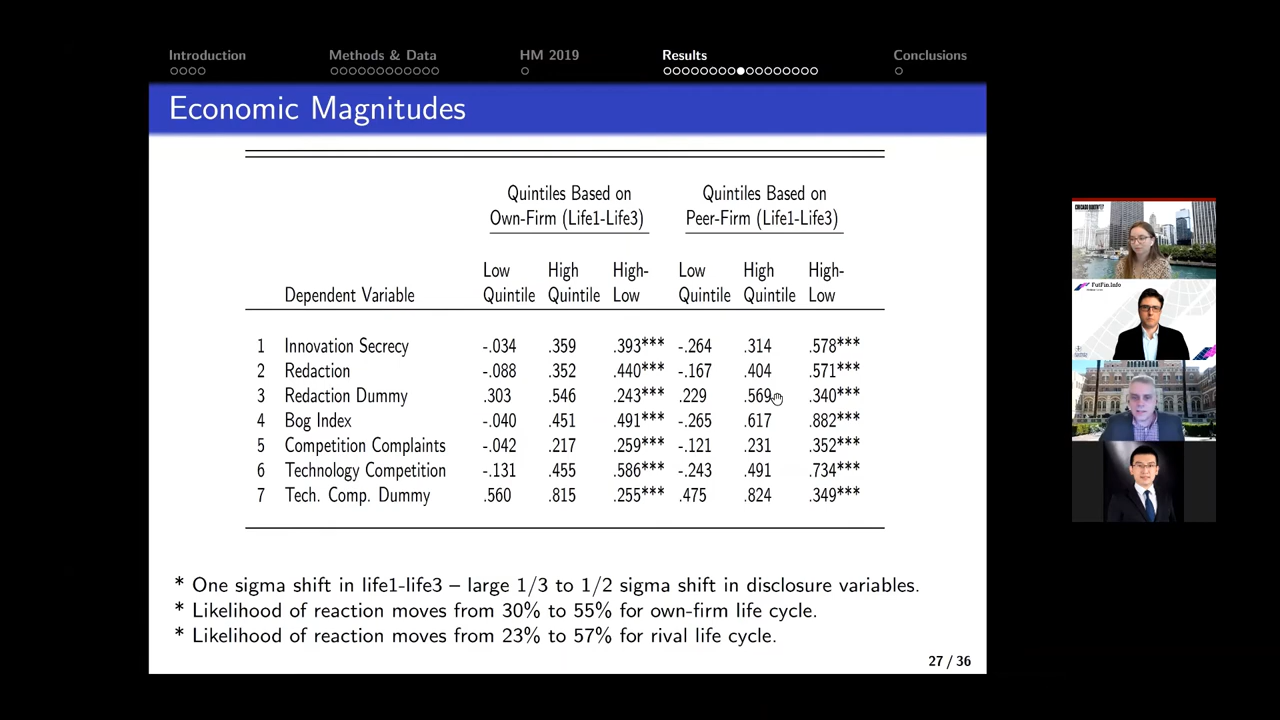 Introduction Methods & Data HM 2019 Results Conclusions
Economic Magnitudes
Quintiles Based on Quintiles Based on
Own-Firm (Life1-Life3) Peer-Firm (Life1-Life3)
Low High High- Low High High-
Dependent Variable Quintile Quintile Low Quintile Quintile Low
1 Innovation Secrecy -.034 .359 .393*** -.264 .314 .578***
2 Redaction -.088 .352 .440*** -.167 .404 .571***
3 Redaction Dummy .303 .546 .243*** .229 .569 .340***
4 Bog Index -.040 .451 .491*** -.265 .617 .882***
5 Competition Complaints -.042 .217 .259*** -.121 .231 .352***
6 Technology Competition -.131 .455 .586*** -.243 .491 .734***
7 Tech. Comp. Dummy .560 .815 .255*** .475 .824 .349***
* One sigma shift in life1-life3 – large 1/3 to 1/2 sigma shift in disclosure variables.
* Likelihood of reaction moves from 30% to 55% for own-firm life cycle.
* Likelihood of reaction moves from 23% to 57% for rival life cycle.
27 / 36
CHICAGO BOOTH
FutFin.Info